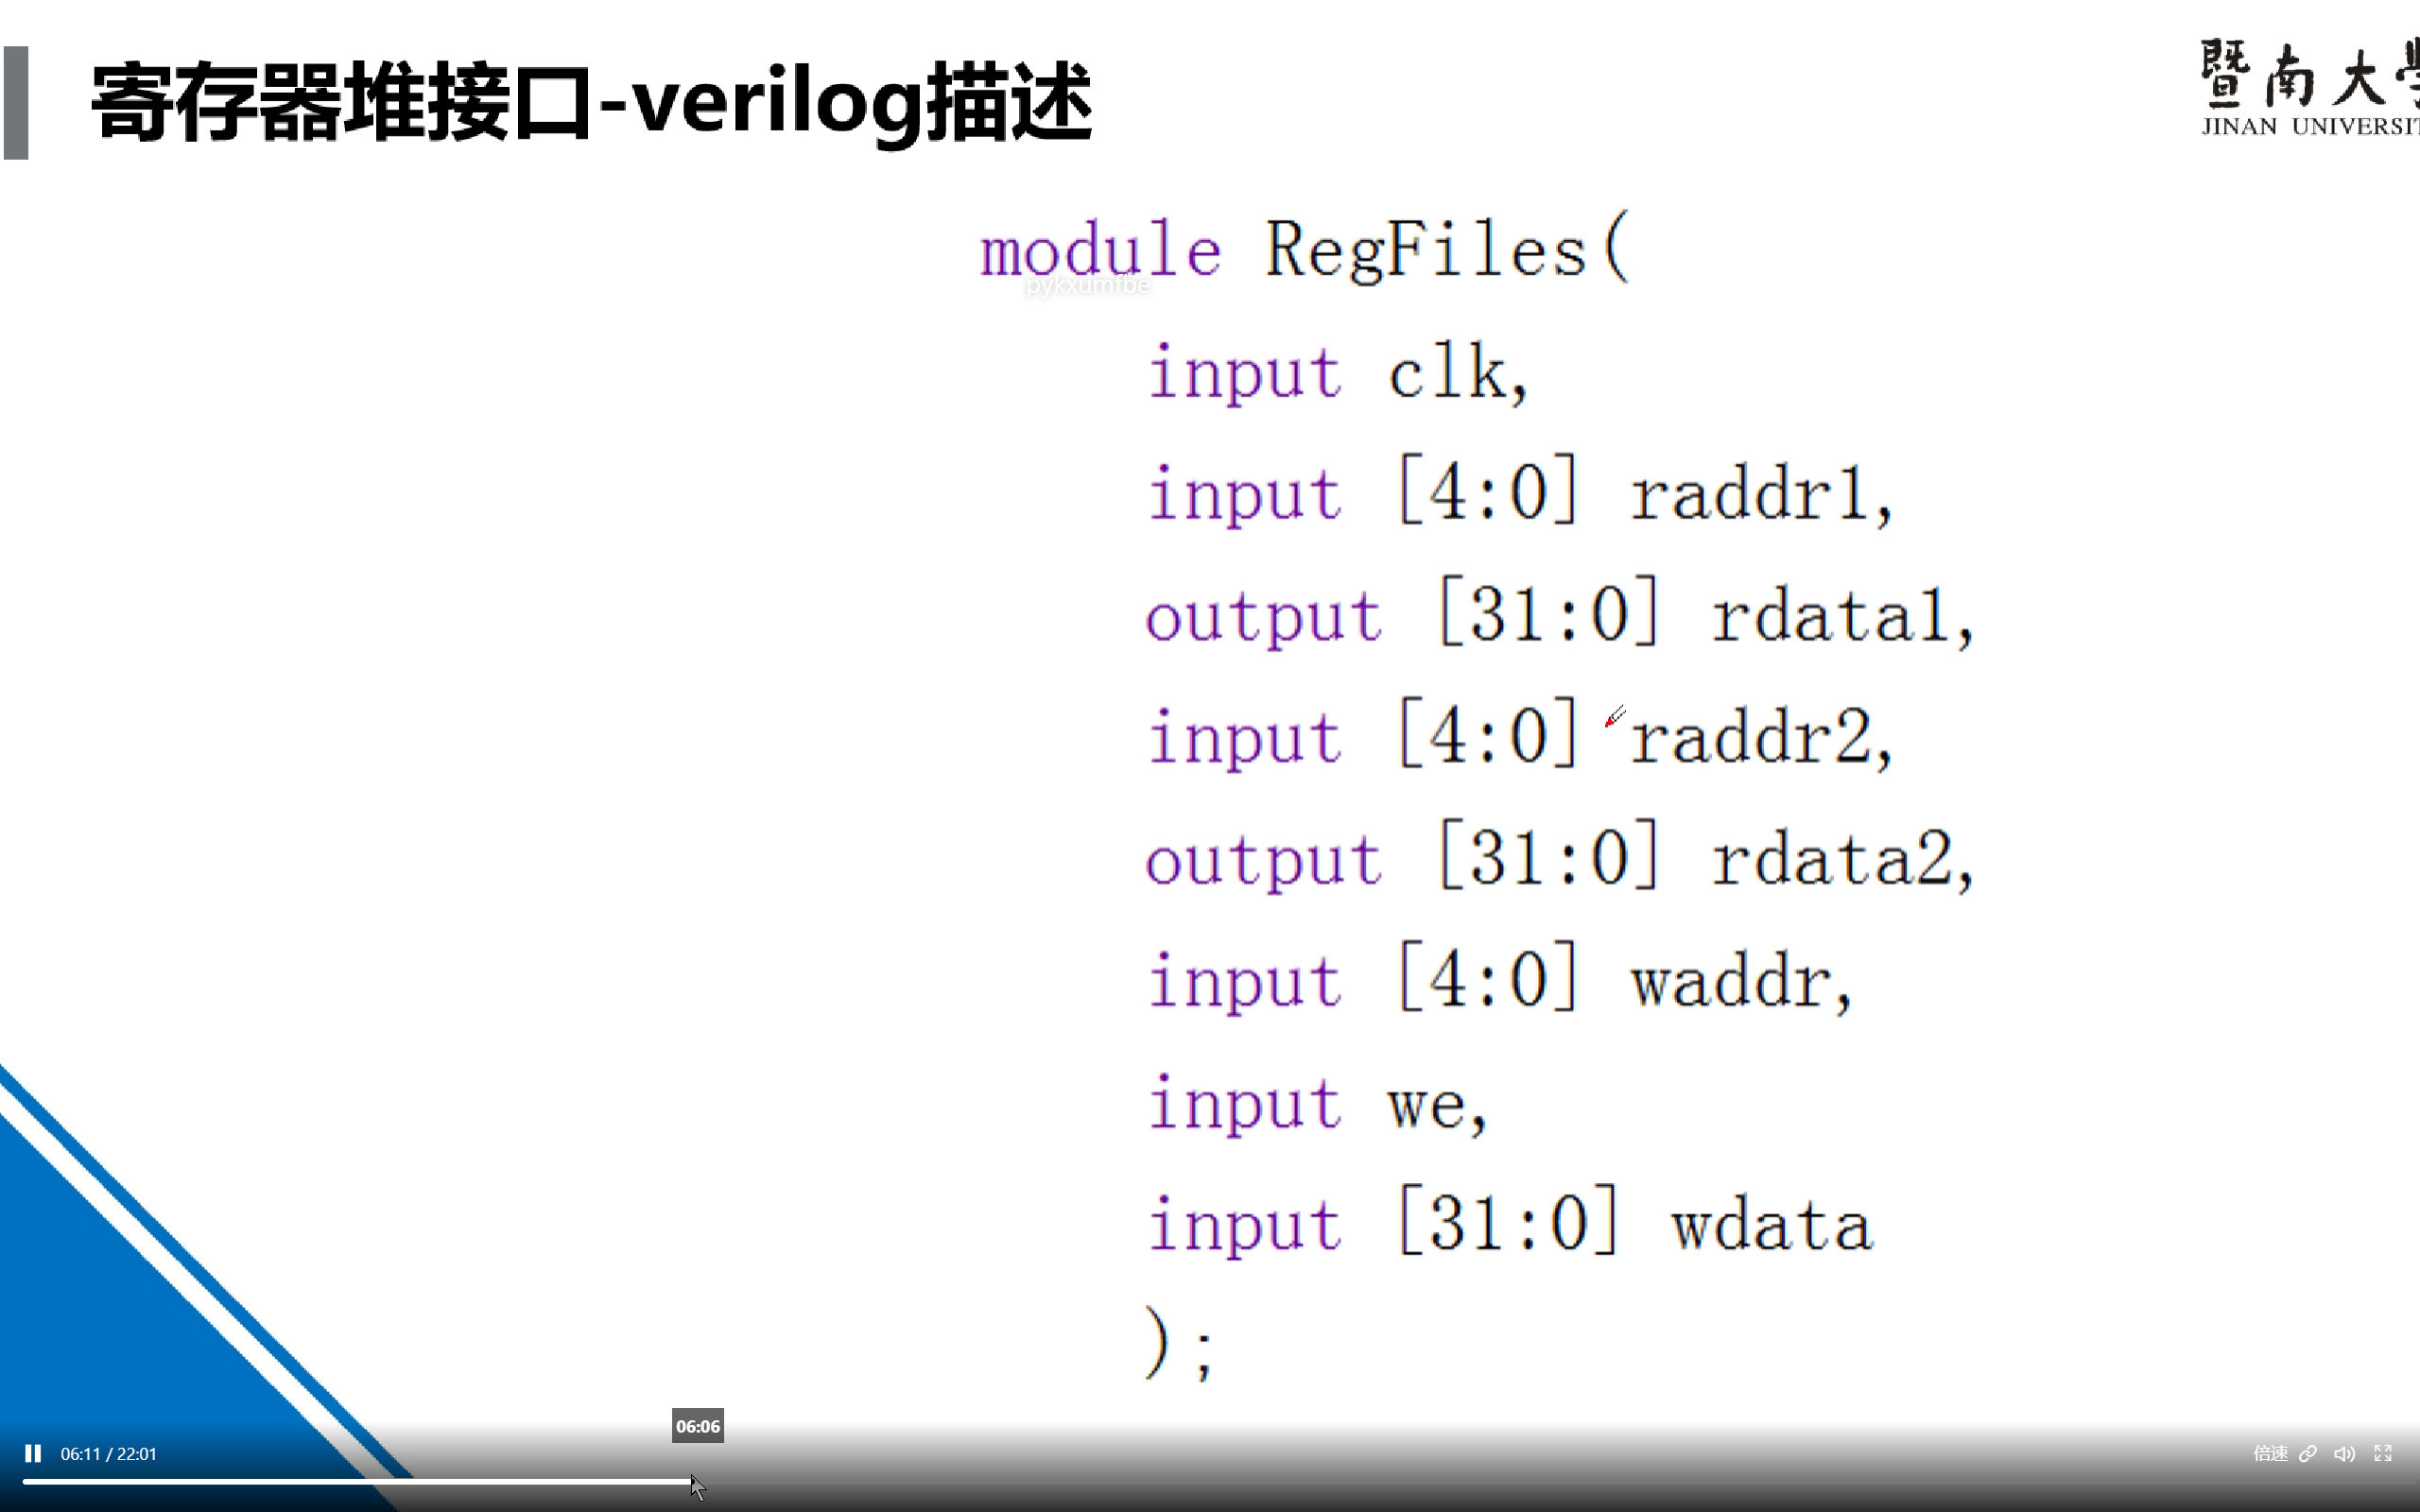 寄存器堆接口-verilog描述
暨南大學
JINAN UNIVERSIT
module RegFiles(
pykxumfbe
input clk,
input [4:0] raddr1,
output [31:0] rdata1,
input [4:0] raddr2,
output [31:0] rdata2,
input [4:0] waddr,
input we,
input [31:0] wdata
);
06:06
06:11 / 22:01
倍速